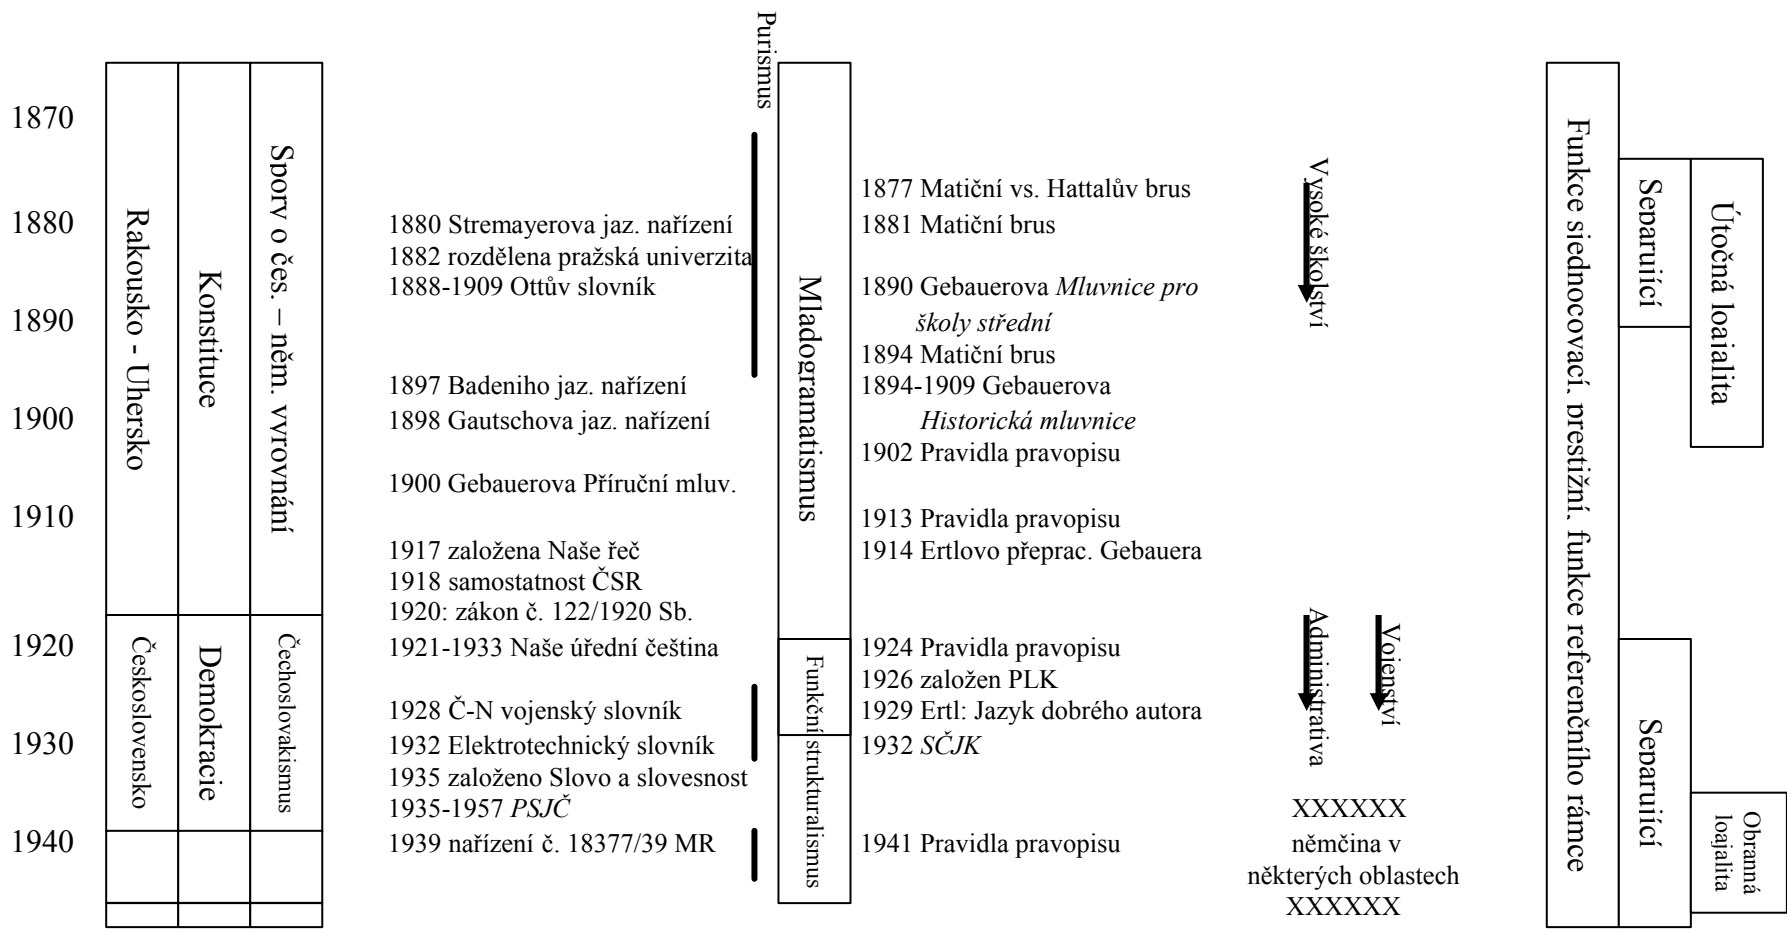 Purismus
1870
1880
1890
1900
1910
1920
1930
1940
Rakousko - Uhersko
Konstituce
Spory o čes. – něm. vyrovnání
Československo
Demokracie
Čechoslovakismus
1880 Stremayerova jaz. nařízení
1882 rozdělena pražská univerzita
1888-1909 Ottův slovník
1897 Badeniho jaz. nařízení
1898 Gautschova jaz. nařízení
1900 Gebauerova Příruční mluv.
1917 založena Naše řeč
1918 samostatnost ČSR
1920: zákon č. 122/1920 Sb.
1921-1933 Naše úřední čeština
1928 Č-N vojenský slovník
1932 Elektrotechnický slovník
1935 založeno Slovo a slovesnost
1935-1957 PSJČ
1939 nařízení č. 18377/39 MR
Mladogramatismus
Funkční strukturalismus
1877 Matiční vs. Hattalův brus
1881 Matiční brus
1890 Gebauerova Mluvnice pro
školy střední
1894 Matiční brus
1894-1909 Gebauerova
Historická mluvnice
1902 Pravidla pravopisu
1913 Pravidla pravopisu
1914 Ertlovo přeprac. Gebauera
1924 Pravidla pravopisu
1926 založen PLK
1929 Ertl: Jazyk dobrého autora
1932 SČJK
1941 Pravidla pravopisu
Vysoké školství
Administrativa
Vojenství
XXXXXX
němčina v
některých oblastech
XXXXXX
Funkce sjednocovací, prestižní, funkce referenčního rámce
Separující
Útočná loajalita
Separující
Obranná
loajalita